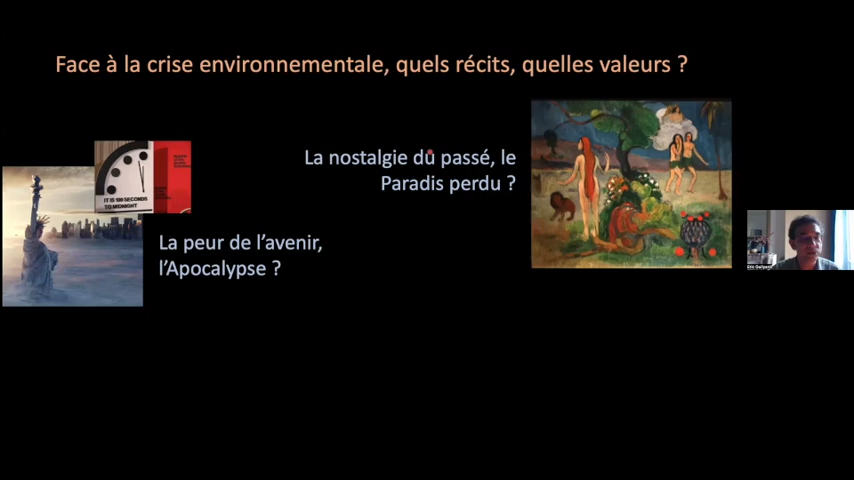 Face à la crise environnementale, quels récits, quelles valeurs ?
La nostalgie du passé, le
Paradis perdu ?
IT IS 100 SECONDS
TO MIDNIGHT
La peur de l'avenir,
l'Apocalypse ?